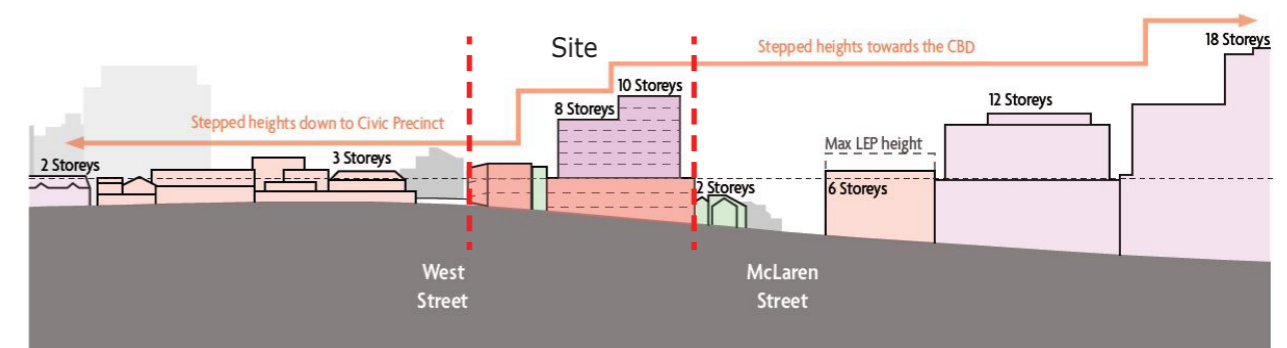 Site
Stepped heights towards the CBD
18 Storeys
10 Storeys
8 Storeys
12 Storeys
Stepped heights down to Civic Precinct
Max LEP height
2 Storeys
3 Storeys
2 Storeys
6 Storeys
West
Street
McLaren
Street